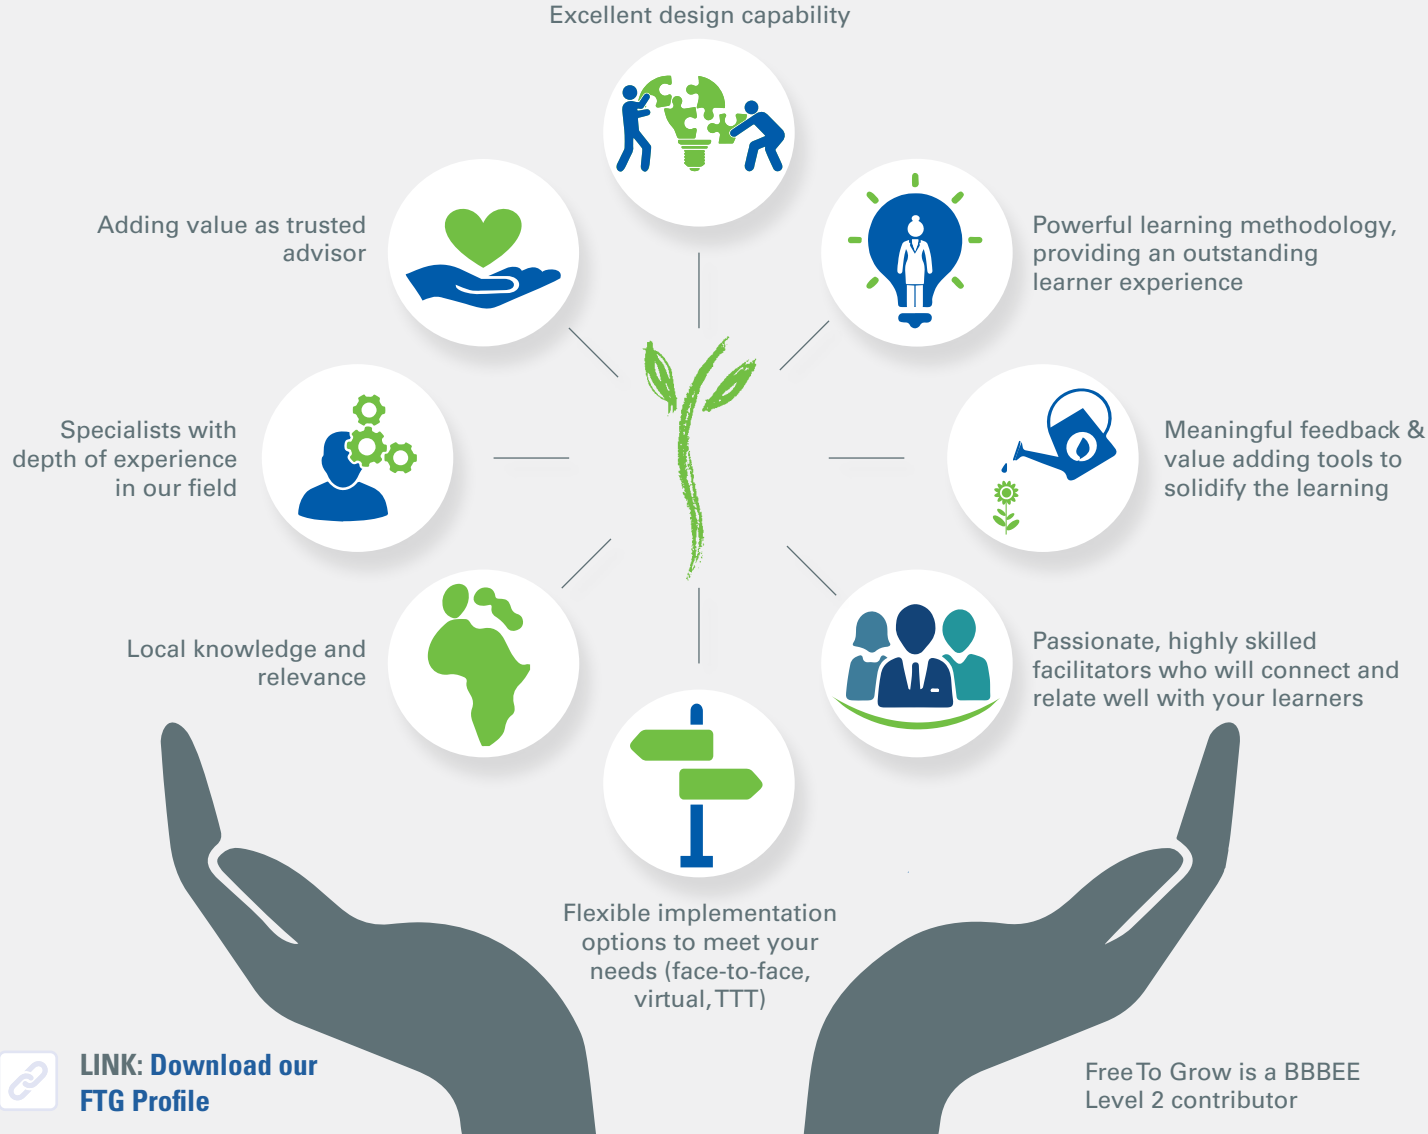 Excellent design capability
Adding value as trusted
advisor
Powerful learning methodology,
providing an outstanding
learner experience
Specialists with
depth of experience
in our field
Meaningful feedback &
value adding tools to
solidify the learning
Local knowledge and
relevance
Passionate, highly skilled
facilitators who will connect and
relate well with your learners
Flexible implementation
options to meet your
needs (face-to-face,
virtual, TTT)
LINK: Download our
FTG Profile
Free To Grow is a BBBEE
Level 2 contributor